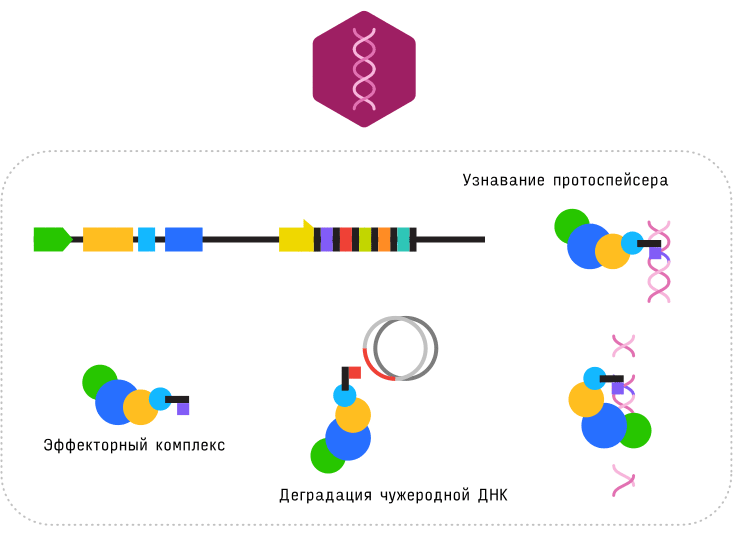 Узнавание протоспейсера
Эффекторный комплекс
Деградация чужеродной ДНК